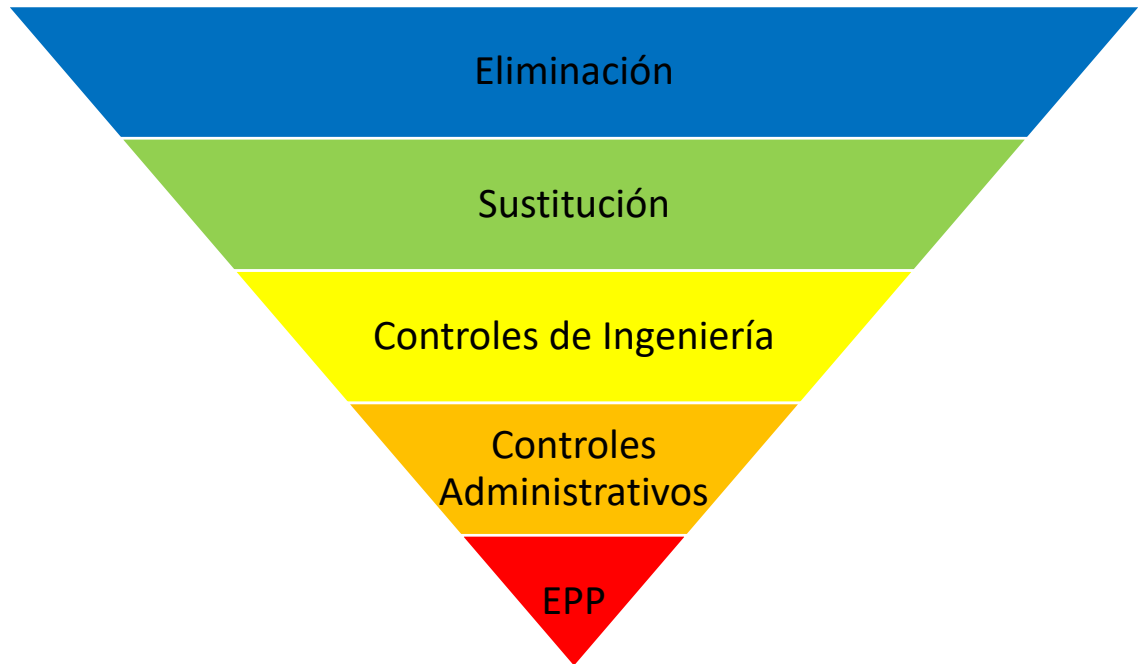 Eliminación
Sustitución
Controles de Ingeniería
Controles
Administrativos
EPP